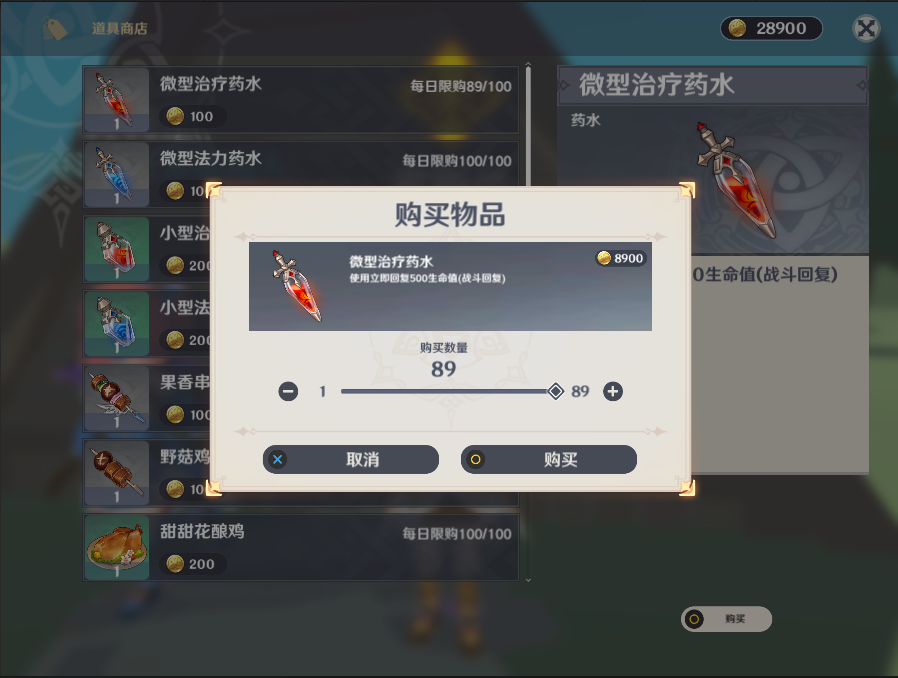 道具商店
28900
微型治疗药水
每日限购89/100
100
1
微型法力药水
每日限购100/100
1
小型治
200
1
小型法
200
1
果香串
100
1
野菇鸡
1
甜甜花酿鸡
每日限购100/100
200
1
微型治疗药水
药水
0生命值(战斗回复)
购买
购买物品
微型治疗药水
8900
使用立即回复500生命值(战斗回复)
购买数量
89
1
89
取消
购买